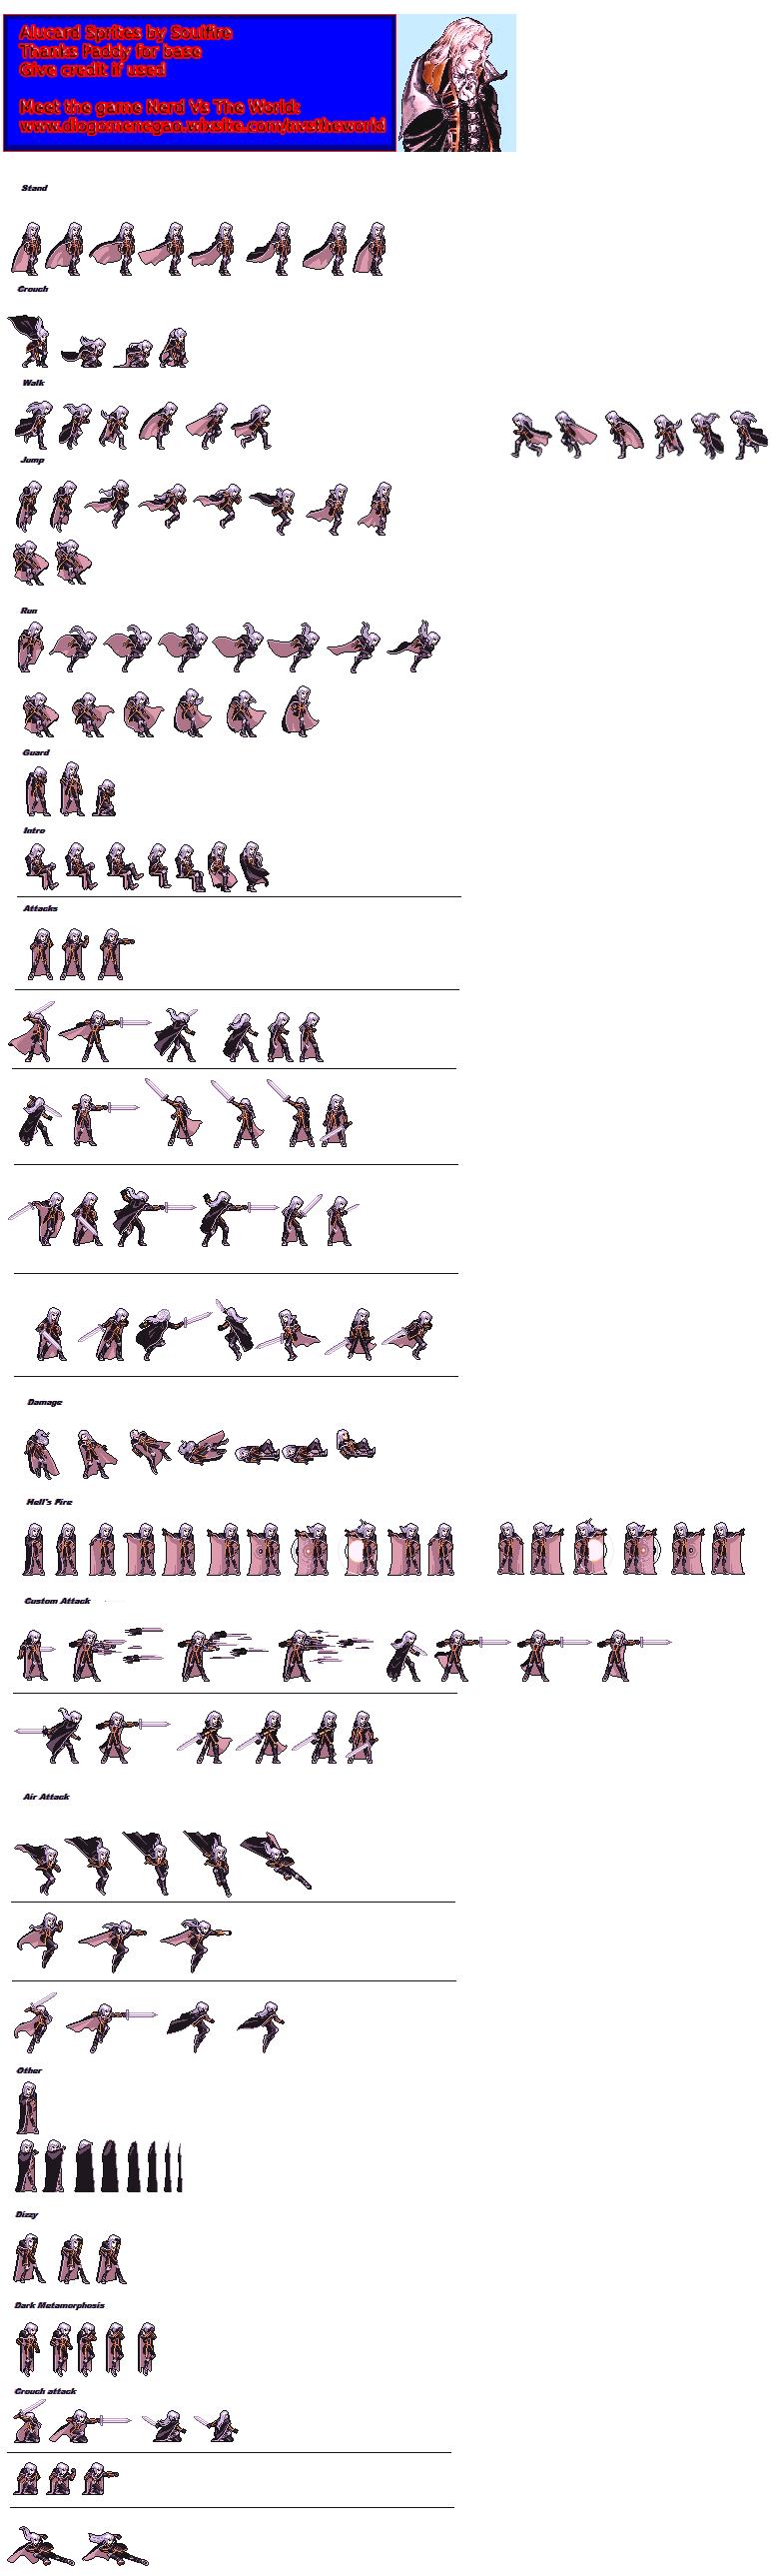 Alucard Sprites by Soulfire
Thanks Paddy for base
Give credit if used
Meet the game Nerd Vs The World:
www.diogomenegao.wixsite.com/nvstheworld
Stand
Crouch
Walk
Jump
Run
Guard
Intro
Attacks
Damage
Hell's Fire
Custom Attack
Air Attack
Other
Dizzy
Dark Metamorphosis
Crouch attack